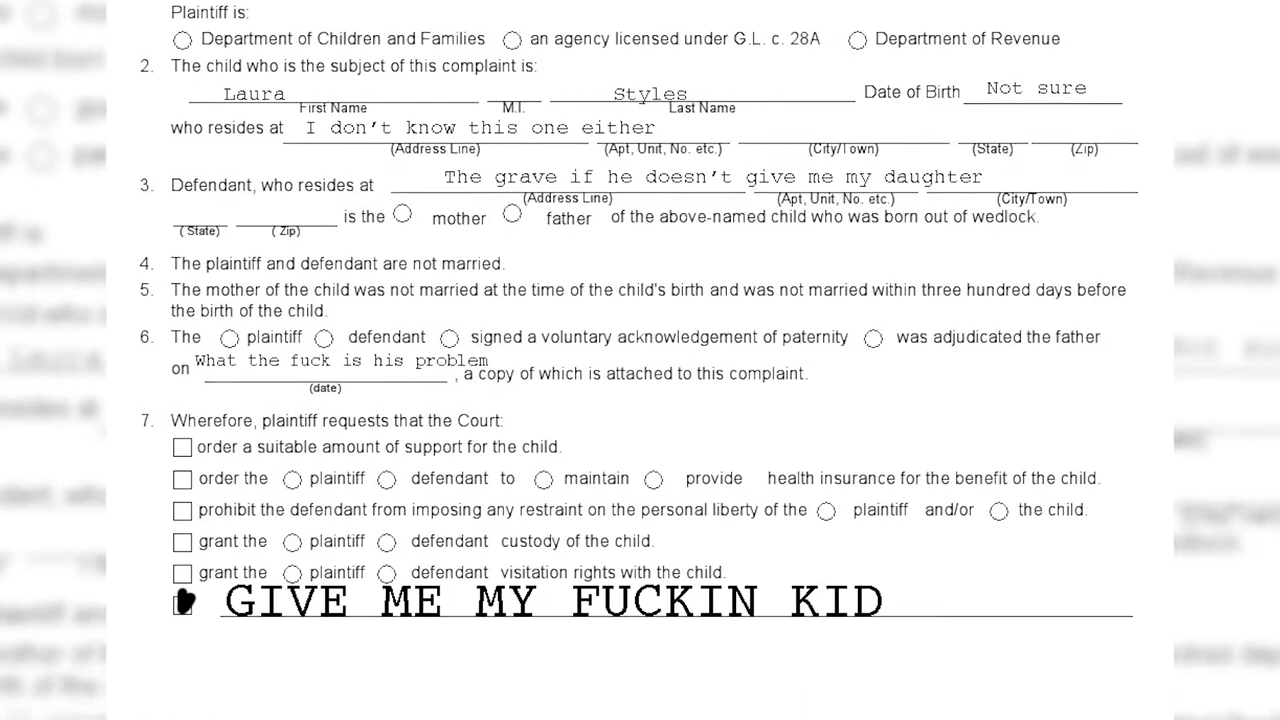 Plaintiff is:
Department of Children and Families an agency licensed under G.L. c. 28A Department of Revenue
2. The child who is the subject of this complaint is:
Laura Styles Date of Birth Not sure
First Name M.I. Last Name
who resides at I don't know this one either
(Address Line) (Apt, Unit, No. etc.) (City/Town) (State) (Zip)
3. Defendant, who resides at The grave if he doesn't give me my daughter
(Address Line) (Apt, Unit, No. etc.) (City/Town)
is the mother father of the above-named child who was born out of wedlock.
(State) (Zip)
4. The plaintiff and defendant are not married.
5. The mother of the child was not married at the time of the child's birth and was not married within three hundred days before
the birth of the child.
6. The plaintiff defendant signed a voluntary acknowledgement of paternity was adjudicated the father
on What the fuck is his problem , a copy of which is attached to this complaint.
(date)
7. Wherefore, plaintiff requests that the Court:
order a suitable amount of support for the child.
order the plaintiff defendant to maintain provide health insurance for the benefit of the child.
prohibit the defendant from imposing any restraint on the personal liberty of the plaintiff and/or the child.
grant the plaintiff defendant custody of the child.
grant the plaintiff defendant visitation rights with the child.
GIVE ME MY FUCKIN KID